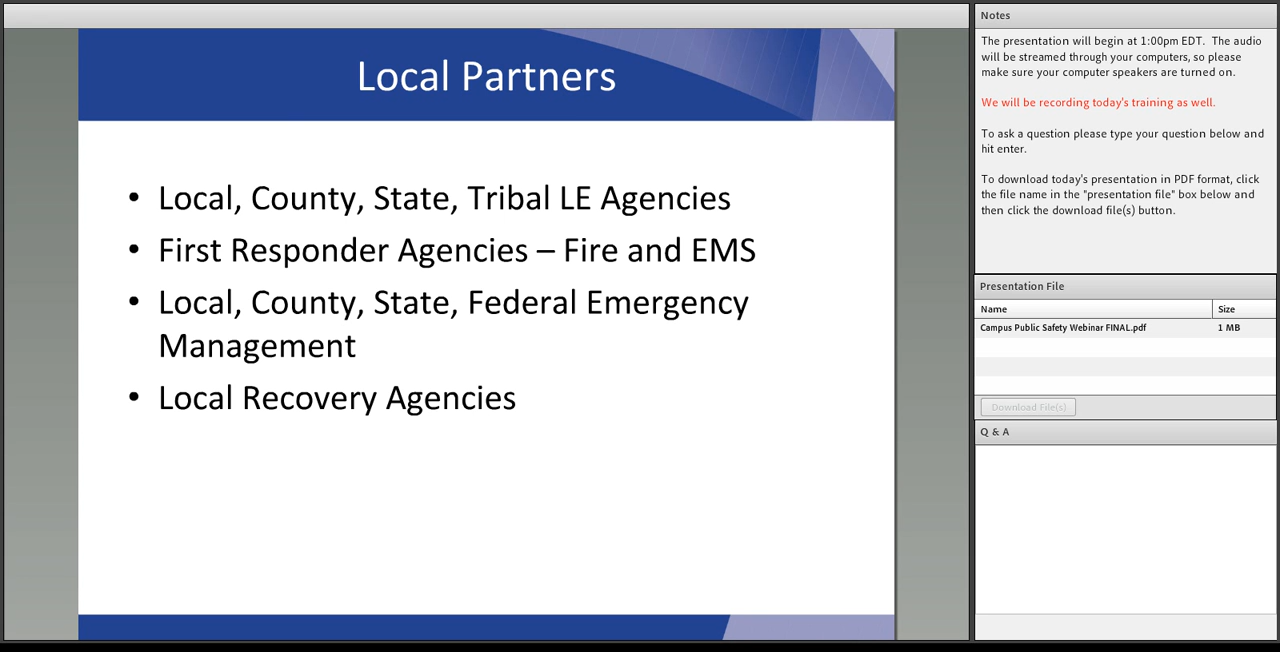 Local Partners
• Local, County, State, Tribal LE Agencies
• First Responder Agencies – Fire and EMS
• Local, County, State, Federal Emergency
Management
• Local Recovery Agencies
Notes
The presentation will begin at 1:00pm EDT.  The audio
will be streamed through your computers, so please
make sure your computer speakers are turned on.
We will be recording today's training as well.
To ask a question please type your question below and
hit enter.
To download today's presentation in PDF format, click
the file name in the "presentation file" box below and
then click the download file(s) button.
Presentation File
Name Size
Campus Public Safety Webinar FINAL.pdf 1 MB
Download File(s)
Q & A